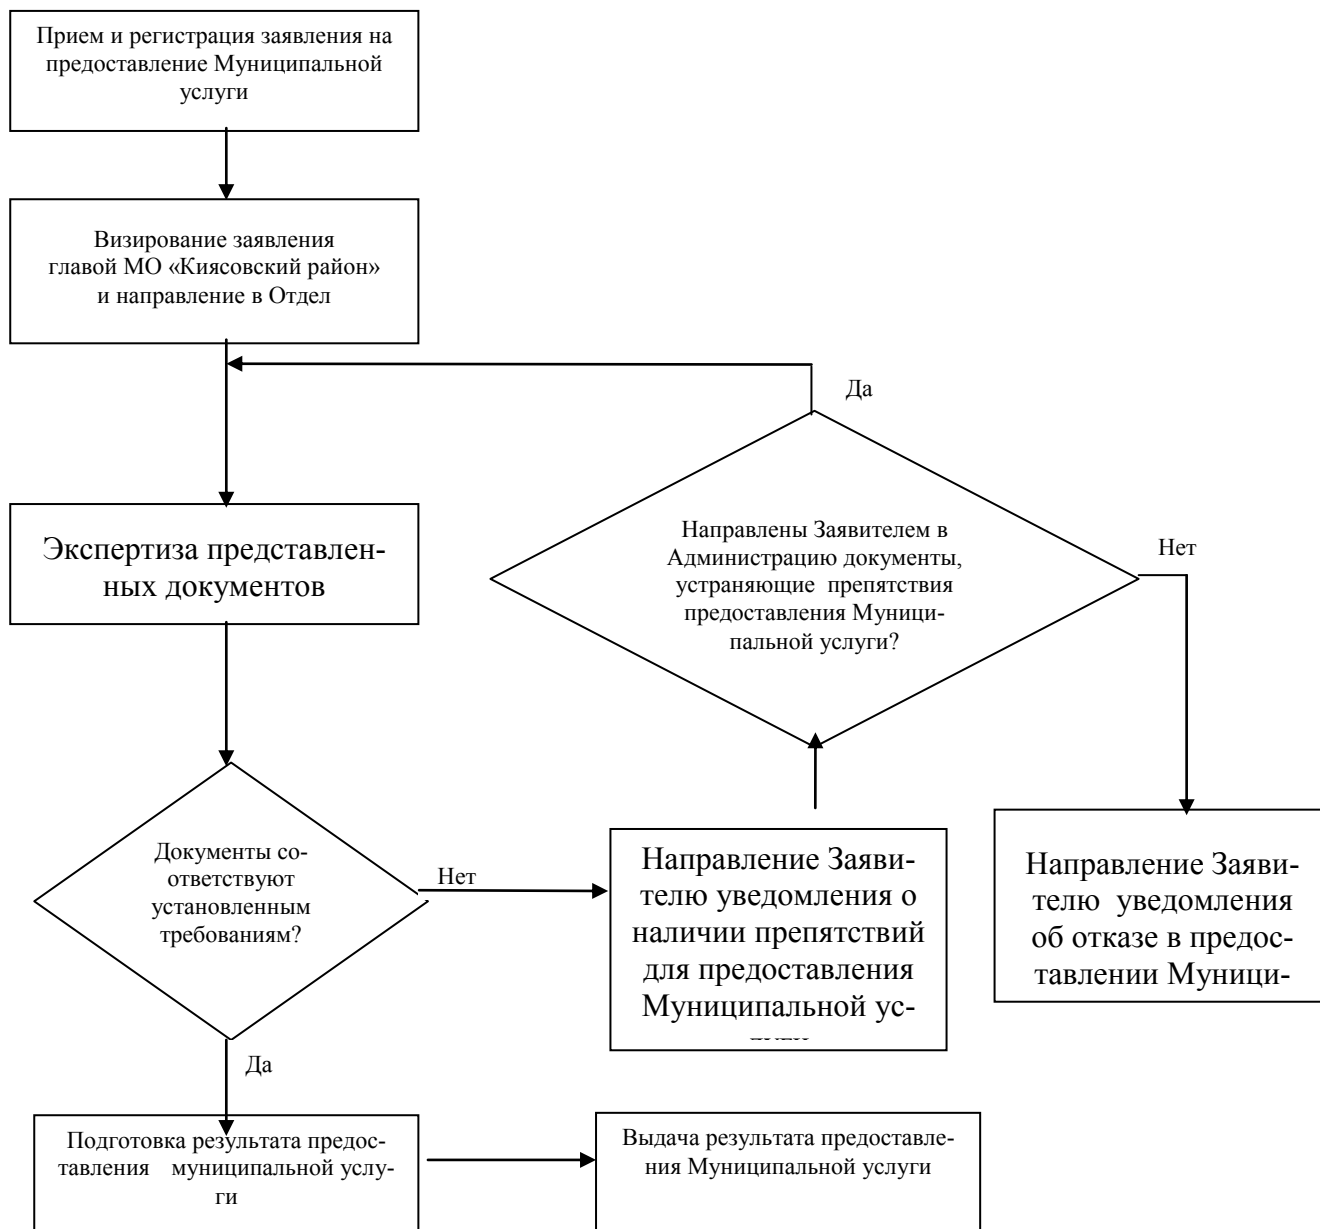 Прием и регистрация заявления на
предоставление Муниципальной
услуги
Визирование заявления
главой МО «Киясовский район»
и направление в Отдел
Да
Направлены Заявителем в
Администрацию документы,
устраняющие препятствия
предоставления Муници-
пальной услуги?
Нет
Экспертиза представлен-
ных документов
Документы со-
ответствуют
установленным
требованиям?
Нет
Направление Заяви-
телю уведомления о
наличии препятствий
для предоставления
Муниципальной ус-
Направление Заяви-
телю уведомления
об отказе в предос-
тавлении Муници-
Да
Подготовка результата предос-
тавления муниципальной услу-
ги
Выдача результата предоставле-
ния Муниципальной услуги